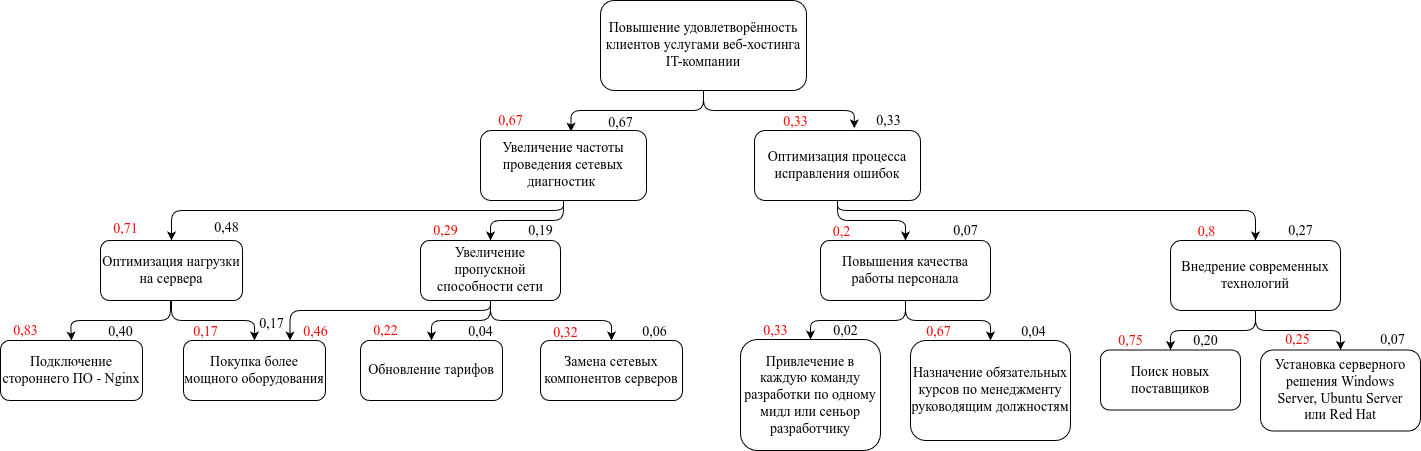 Повышение удовлетворённость
клиентов услугами веб-хостинга
IT-компании
0,67
0,67
0,33
0,33
Увеличение частоты
проведения сетевых
диагностик
Оптимизация процесса
исправления ошибок
0,71
0,48
0,29
0,19
0,2
0,07
0,8
0,27
Оптимизация нагрузки
на сервера
Увеличение
пропускной
способности сети
Повышения качества
работы персонала
Внедрение современных
технологий
0,83
0,40
0,17
0,17
0,46
0,22
0,04
0,32
0,06
0,33
0,02
0,67
0,04
0,75
0,20
0,25
0,07
Подключение
стороннего ПО - Nginx
Покупка более
мощного оборудования
Обновление тарифов
Замена сетевых
компонентов серверов
Привлечение в
каждую команду
разработки по одному
мидл или сеньор
разработчику
Назначение обязательных
курсов по менеджменту
руководящим должностям
Поиск новых
поставщиков
Установка серверного
решения Windows
Server, Ubuntu Server
или Red Hat